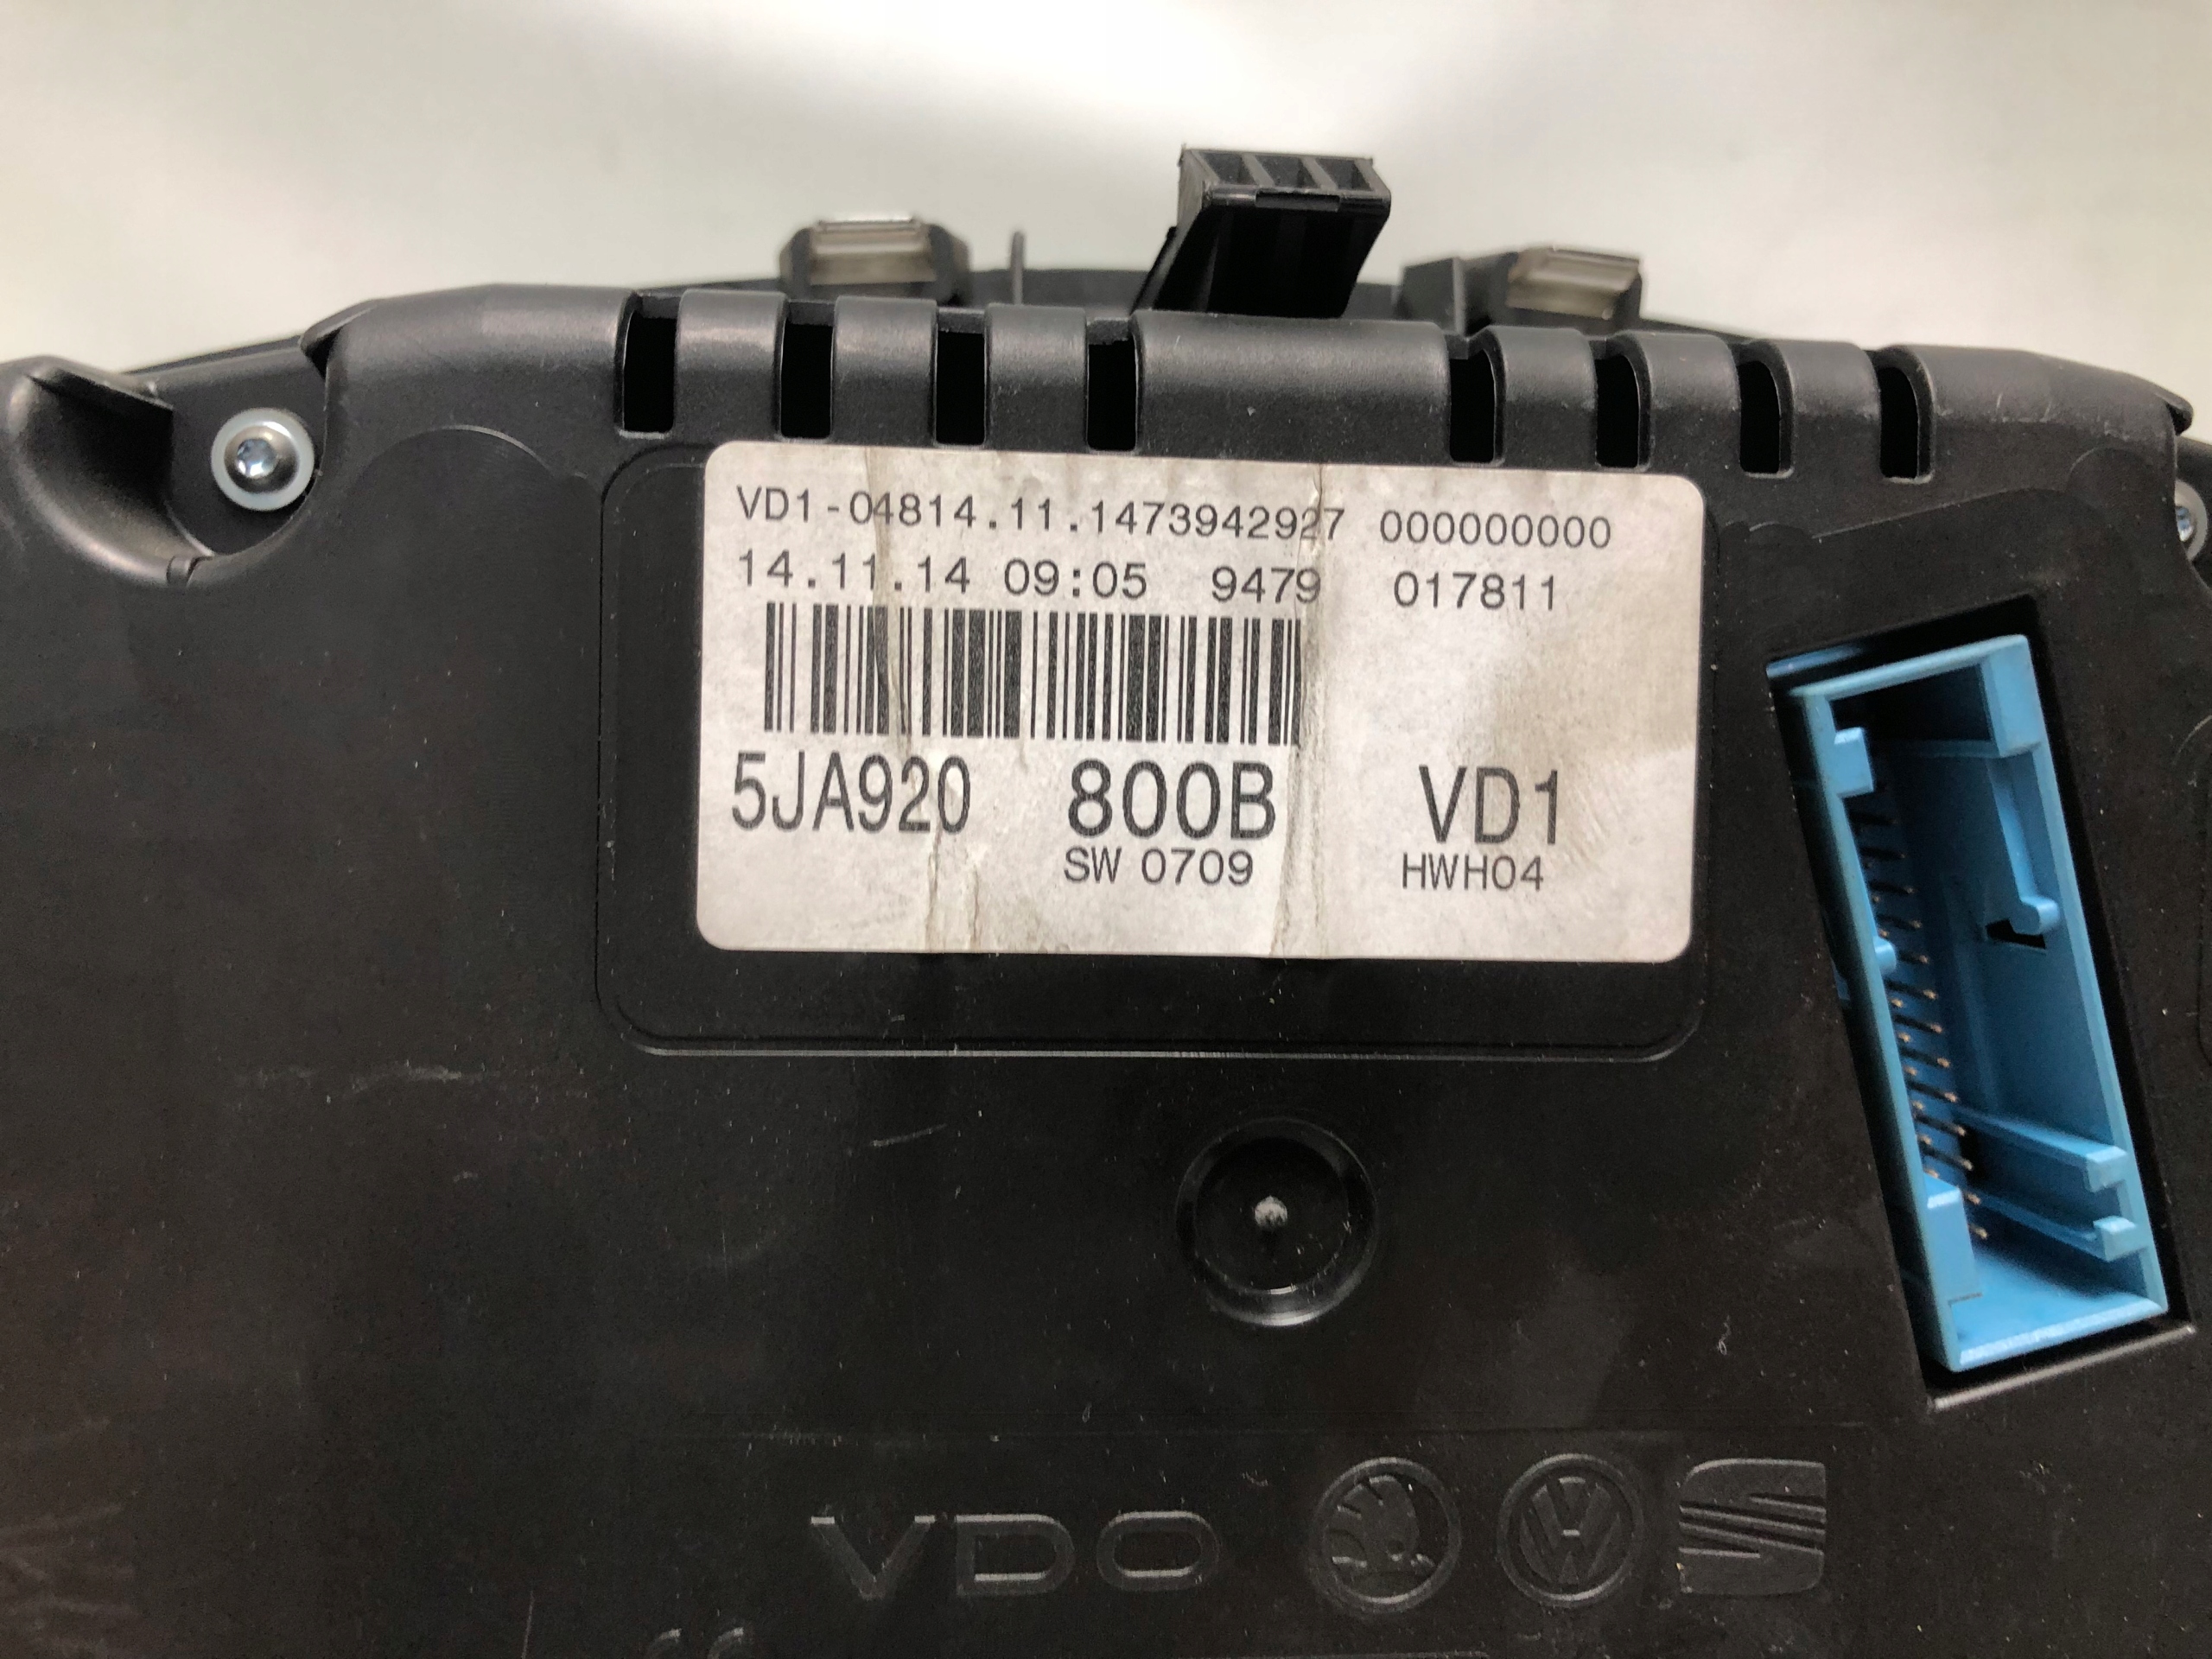 VD1-04814.11.1473942927 000000000
14.11.14 09:05 9479 017811
5JA920 800B VD1
SW 0709 HWH04
VDO